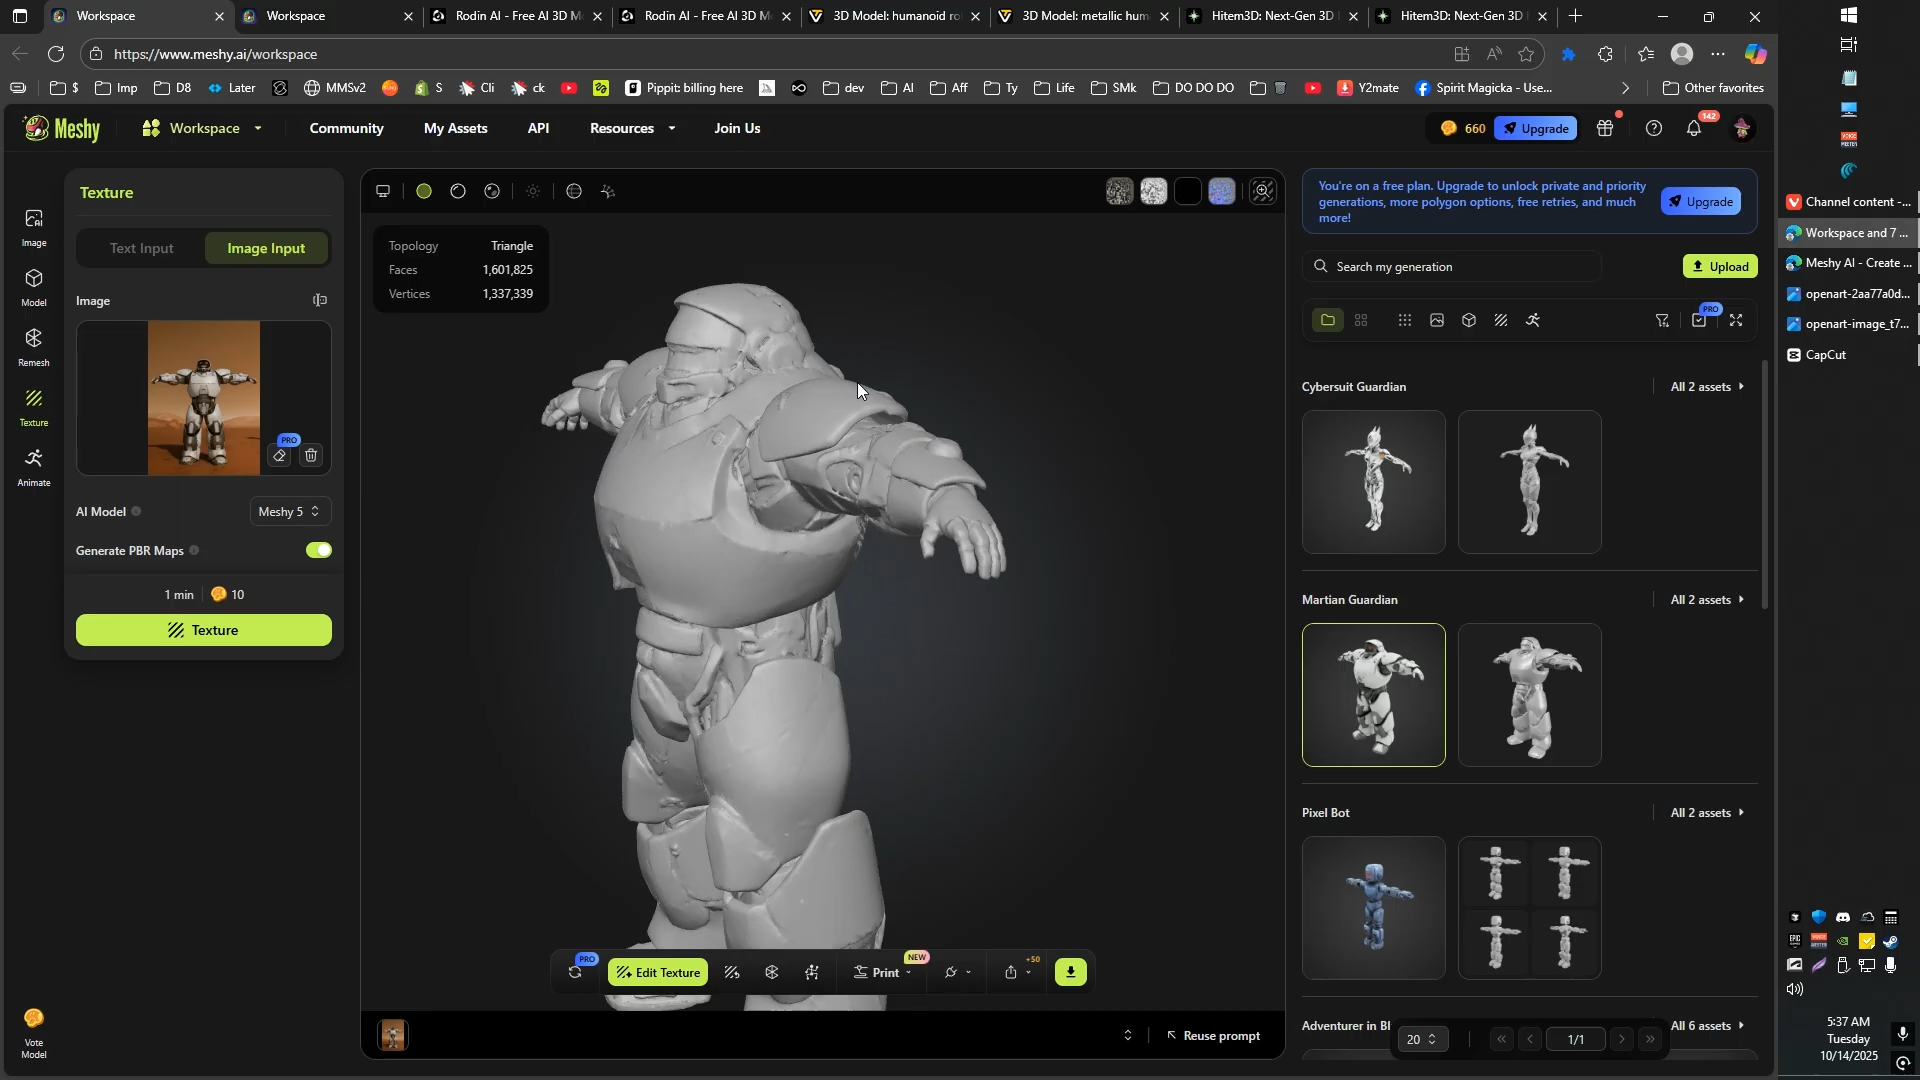 Workspace
Workspace
Rodin AI - Free AI 3D M
Rodin AI - Free AI 3D M
3D Model: humanoid ro
3D Model: metallic hum
Hitem3D: Next-Gen 3D
Hitem3D: Next-Gen 3D
https://www.meshy.ai/workspace
$
Imp
D8
Later
MMSv2
S
Cli
ck
Pippit: billing here
dev
AI
Aff
Ty
Life
SMk
DO DO DO
Y2mate
Spirit Magicka - Use...
Other favorites
Meshy
Workspace
Community
My Assets
API
Resources
Join Us
660
Upgrade
142
Image
Model
Remesh
Texture
Animate
Vote
Model
Texture
Text Input
Image Input
Image
PRO
AI Model
Meshy 5
Generate PBR Maps
1 min
10
Texture
Topology
Triangle
Faces
1,601,825
Vertices
1,337,339
PRO
Edit Texture
Print
NEW
+50
Reuse prompt
You're on a free plan. Upgrade to unlock private and priority
generations, more polygon options, free retries, and much
more!
Upgrade
Search my generation
Upload
PRO
Cybersuit Guardian
All 2 assets
Martian Guardian
All 2 assets
Pixel Bot
All 2 assets
Adventurer in Bl
All 6 assets
20
1/1
Channel content -...
Workspace and 7 ...
Meshy AI - Create ...
openart-2aa77a0d...
openart-image_t7...
CapCut
5:37 AM
Tuesday
10/14/2025